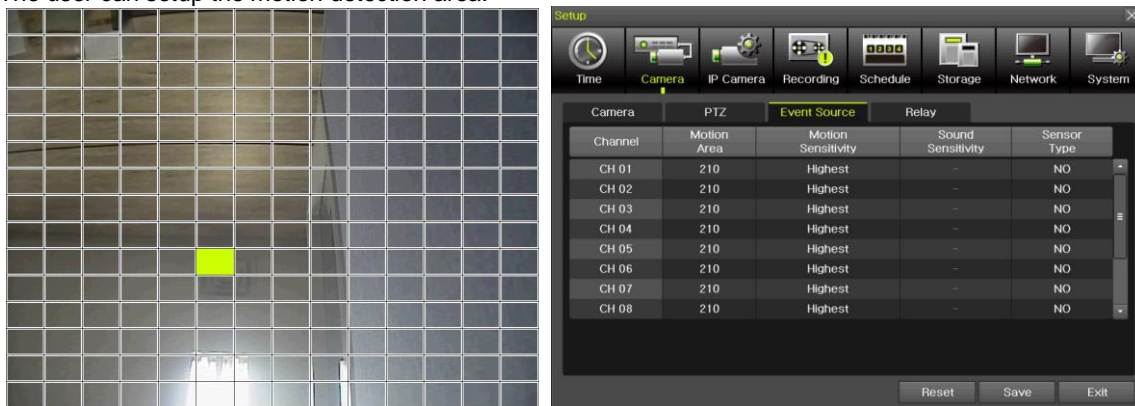 The user can setup the motion detection area.
Setup
Time Camera IP Camera Recording Schedule Storage Network System
Camera PTZ Event Source Relay
Channel Motion Area Motion Sensitivity Sound Sensitivity Sensor Type
CH 01 210 Highest - NO
CH 02 210 Highest - NO
CH 03 210 Highest - NO
CH 04 210 Highest - NO
CH 05 210 Highest - NO
CH 06 210 Highest - NO
CH 07 210 Highest - NO
CH 08 210 Highest - NO
Reset Save Exit